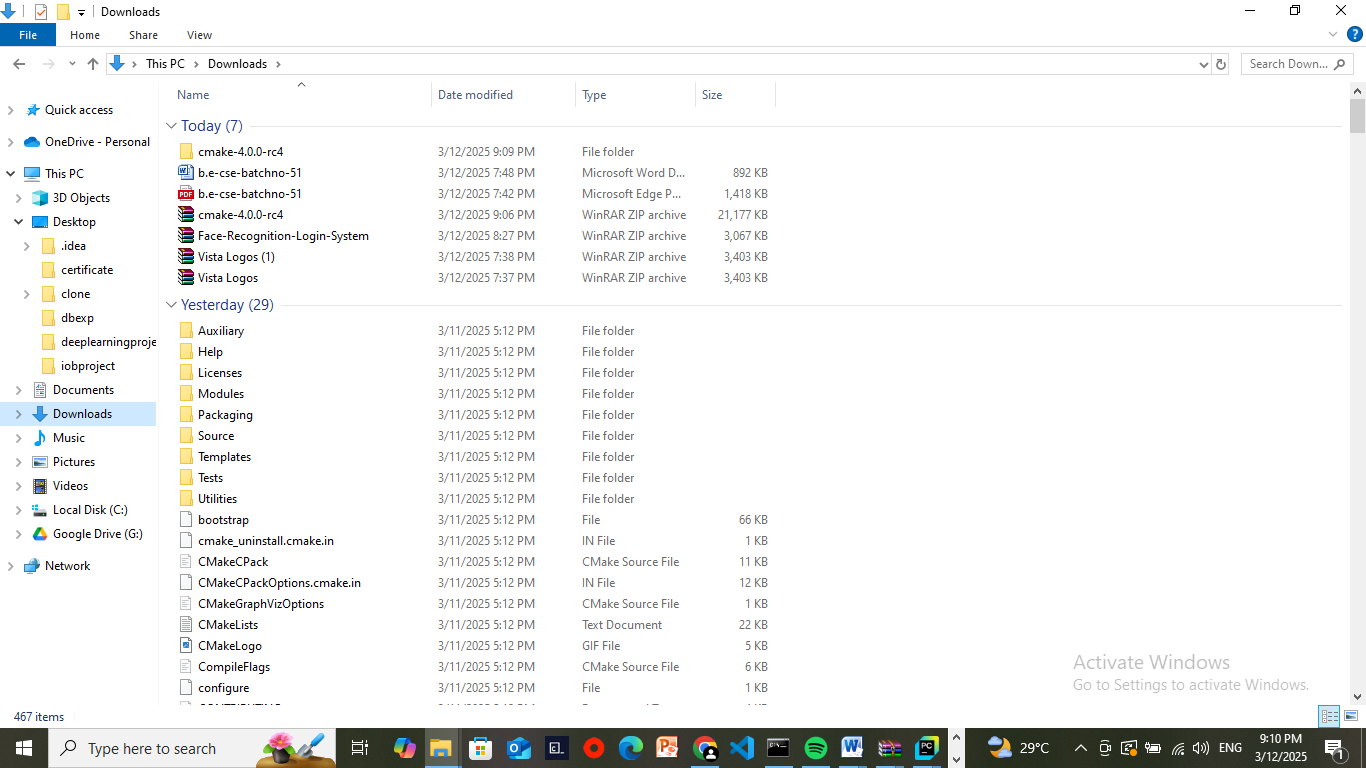 Downloads
File Home Share View
This PC Downloads
Search Down...
Name Date modified Type Size
Quick access
OneDrive - Personal
This PC
3D Objects
Desktop
.idea
certificate
clone
dbexp
deeplearningproje
iobproject
Documents
Downloads
Music
Pictures
Videos
Local Disk (C:)
Google Drive (G:)
Network
Today (7)
cmake-4.0.0-rc4 3/12/2025 9:09 PM File folder
b.e-cse-batchno-51 3/12/2025 7:48 PM Microsoft Word D... 892 KB
PDF b.e-cse-batchno-51 3/12/2025 7:42 PM Microsoft Edge P... 1,418 KB
cmake-4.0.0-rc4 3/12/2025 9:06 PM WinRAR ZIP archive 21,177 KB
Face-Recognition-Login-System 3/12/2025 8:27 PM WinRAR ZIP archive 3,067 KB
Vista Logos (1) 3/12/2025 7:38 PM WinRAR ZIP archive 3,403 KB
Vista Logos 3/12/2025 7:37 PM WinRAR ZIP archive 3,403 KB
Yesterday (29)
Auxiliary 3/11/2025 5:12 PM File folder
Help 3/11/2025 5:12 PM File folder
Licenses 3/11/2025 5:12 PM File folder
Modules 3/11/2025 5:12 PM File folder
Packaging 3/11/2025 5:12 PM File folder
Source 3/11/2025 5:12 PM File folder
Templates 3/11/2025 5:12 PM File folder
Tests 3/11/2025 5:12 PM File folder
Utilities 3/11/2025 5:12 PM File folder
bootstrap 3/11/2025 5:12 PM File 66 KB
cmake_uninstall.cmake.in 3/11/2025 5:12 PM IN File 1 KB
CMakeCPack 3/11/2025 5:12 PM CMake Source File 11 KB
CMakeCPackOptions.cmake.in 3/11/2025 5:12 PM IN File 12 KB
CMakeGraphVizOptions 3/11/2025 5:12 PM CMake Source File 1 KB
CMakeLists 3/11/2025 5:12 PM Text Document 22 KB
CMakeLogo 3/11/2025 5:12 PM GIF File 5 KB
CompileFlags 3/11/2025 5:12 PM CMake Source File 6 KB
configure 3/11/2025 5:12 PM File 1 KB
Activate Windows
Go to Settings to activate Windows.
467 items
Type here to search
29°C
ENG
9:10 PM
3/12/2025
1